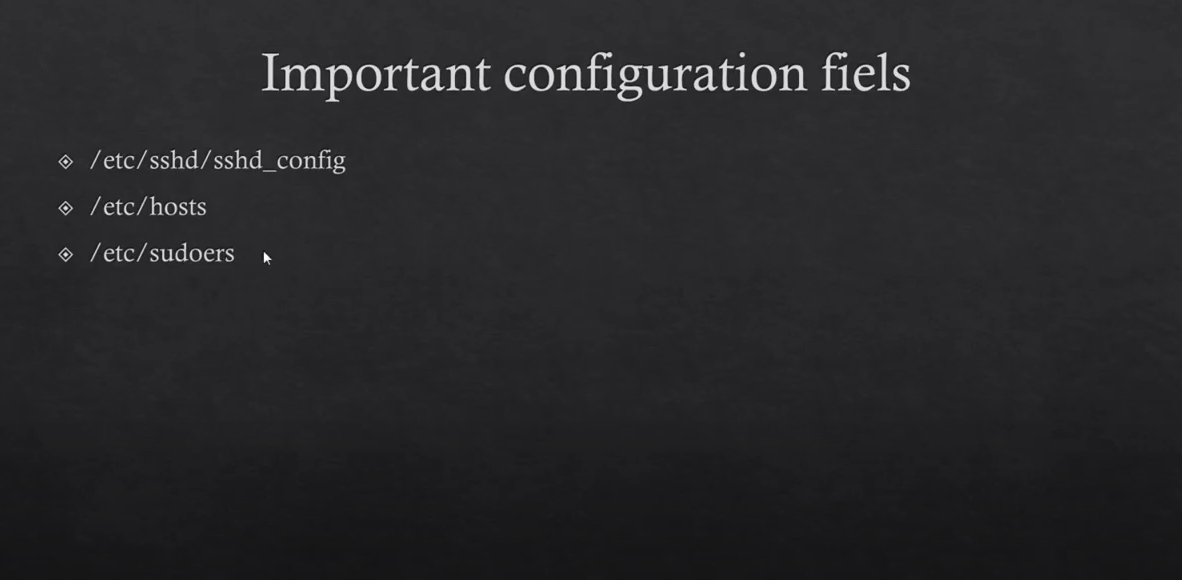 Important configuration fiels
/etc/sshd/sshd_config
/etc/hosts
/etc/sudoers